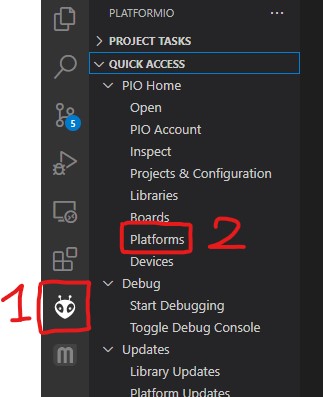 PLATFORMIO
PROJECT TASKS
QUICK ACCESS
PIO Home
Open
PIO Account
Inspect
Projects & Configuration
Libraries
Boards
Platforms 2
Devices
Debug
1 Start Debugging
Toggle Debug Console
Updates
Library Updates
Platform Updates
5
m